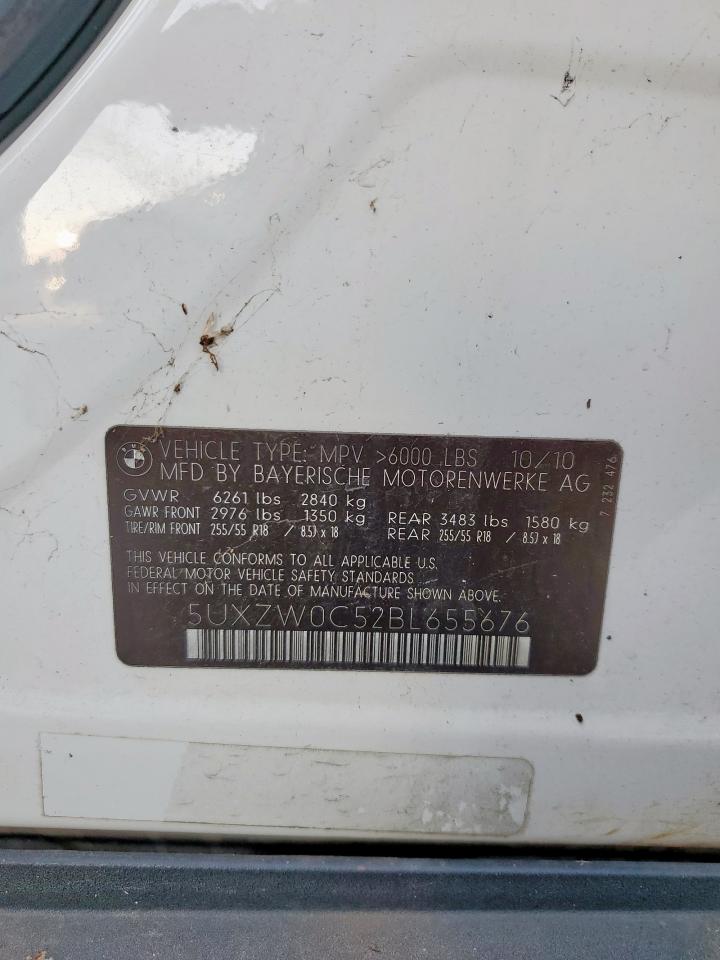 VEHICLE TYPE: MPV >6000 LBS 10/10
MFD BY BAYERISCHE MOTORENWERKE AG
GVWR 6261 lbs 2840 kg
GAWR FRONT 2976 lbs 1350 kg REAR 3483 lbs 1580 kg
TIRE/RIM FRONT 255/55 R18 / 8.5J x 18 REAR 255/55 R18 / 8.5J x 18
THIS VEHICLE CONFORMS TO ALL APPLICABLE U.S.
FEDERAL MOTOR VEHICLE SAFETY STANDARDS
IN EFFECT ON THE DATE OF MANUFACTURE SHOWN ABOVE.
5UXZW0C52BL655676
7 232 476